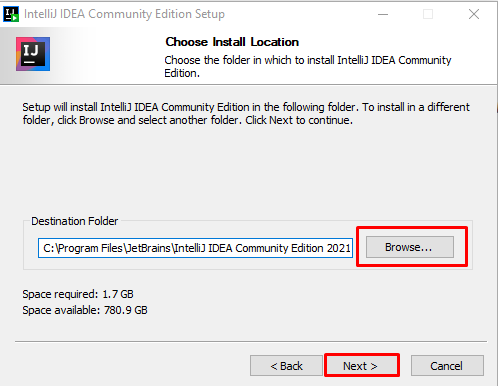 IntelliJ IDEA Community Edition Setup
IJ
Choose Install Location
Choose the folder in which to install IntelliJ IDEA Community
Edition.
Setup will install IntelliJ IDEA Community Edition in the following folder. To install in a different
folder, click Browse and select another folder. Click Next to continue.
Destination Folder
C:\Program Files\JetBrains\IntelliJ IDEA Community Edition 2021
Browse...
Space required: 1.7 GB
Space available: 780.9 GB
< Back Next > Cancel